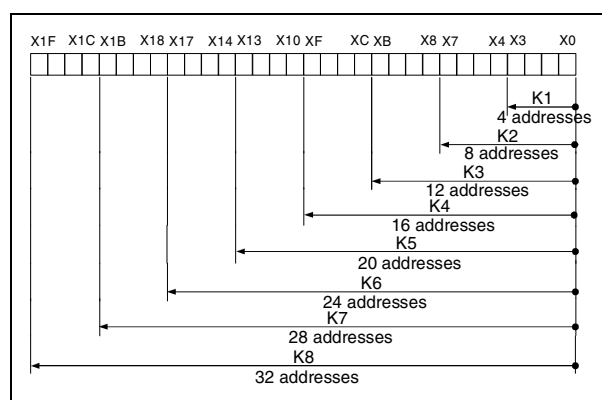 X1F X1C X1B X18 X17 X14 X13 X10 XF XC XB X8 X7 X4 X3 X0
K1
4 addresses
K2
8 addresses
K3
12 addresses
K4
16 addresses
K5
20 addresses
K6
24 addresses
K7
28 addresses
K8
32 addresses